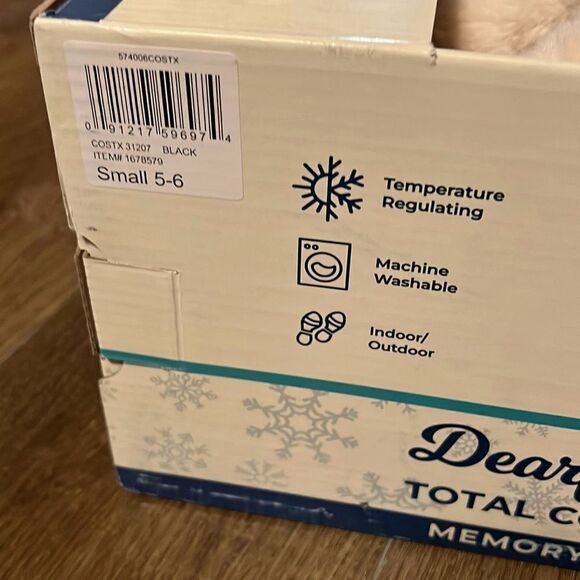 574006COSTX
0 91217 59697 4
COSTX 31207 BLACK
ITEM# 1678579
Small 5-6
Temperature
Regulating
Machine
Washable
Indoor/
Outdoor
TOTAL
MEMORY